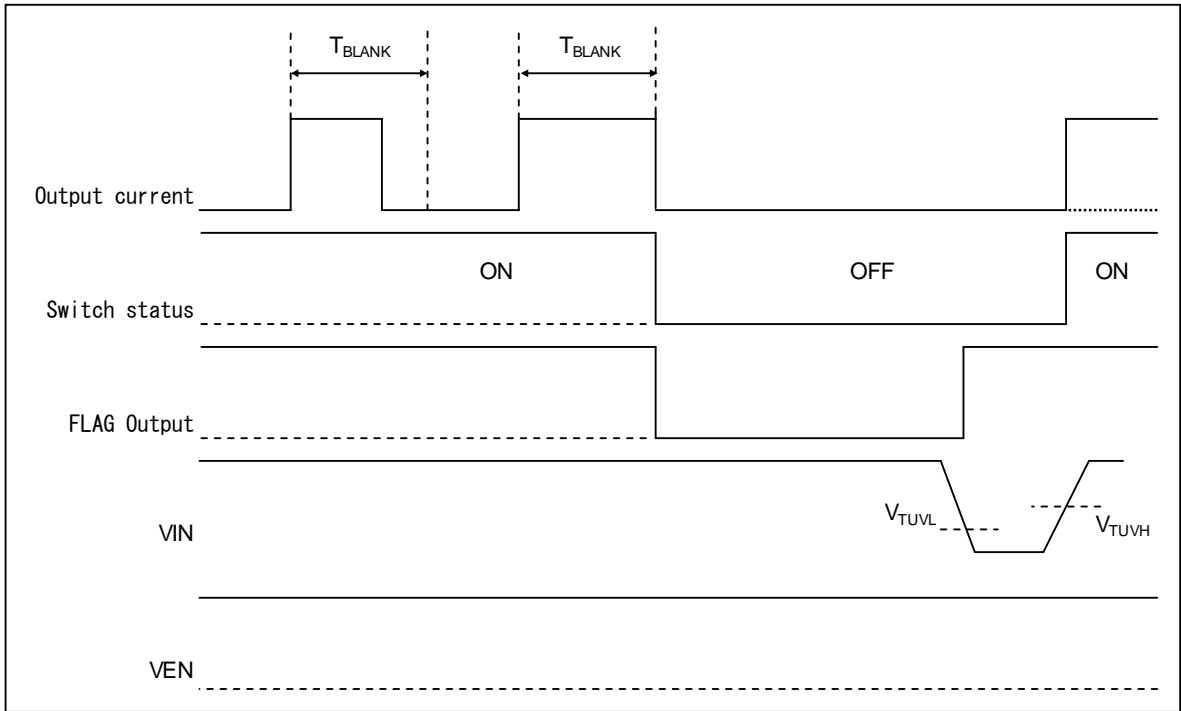 TBLANK TBLANK
Output current
ON OFF ON
Switch status
FLAG Output
VTUVL
VIN VTUVH
VEN